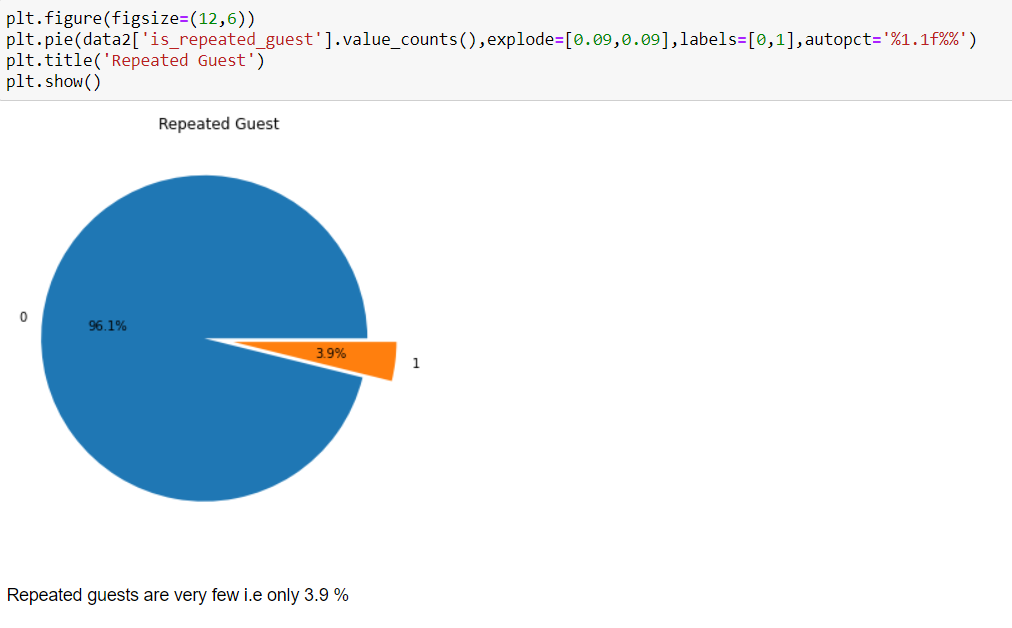 plt.figure(figsize=(12,6))
plt.pie(data2['is_repeated_guest'].value_counts(),explode=[0.09,0.09],labels=[0,1],autopct='%1.1f%%')
plt.title('Repeated Guest')
plt.show()
Repeated Guest
0
96.1%
3.9%
1
Repeated guests are very few i.e only 3.9 %